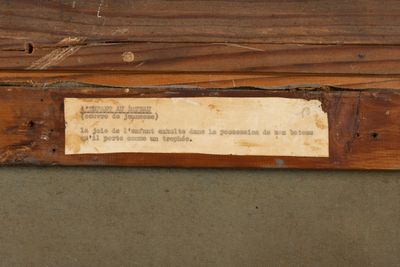 L'ENFANT AU BATEAU
(oeuvre de jeunesse)
la joie de l'enfant exhulte dans la possession de son bateau
qu'il porte comme un trophée.